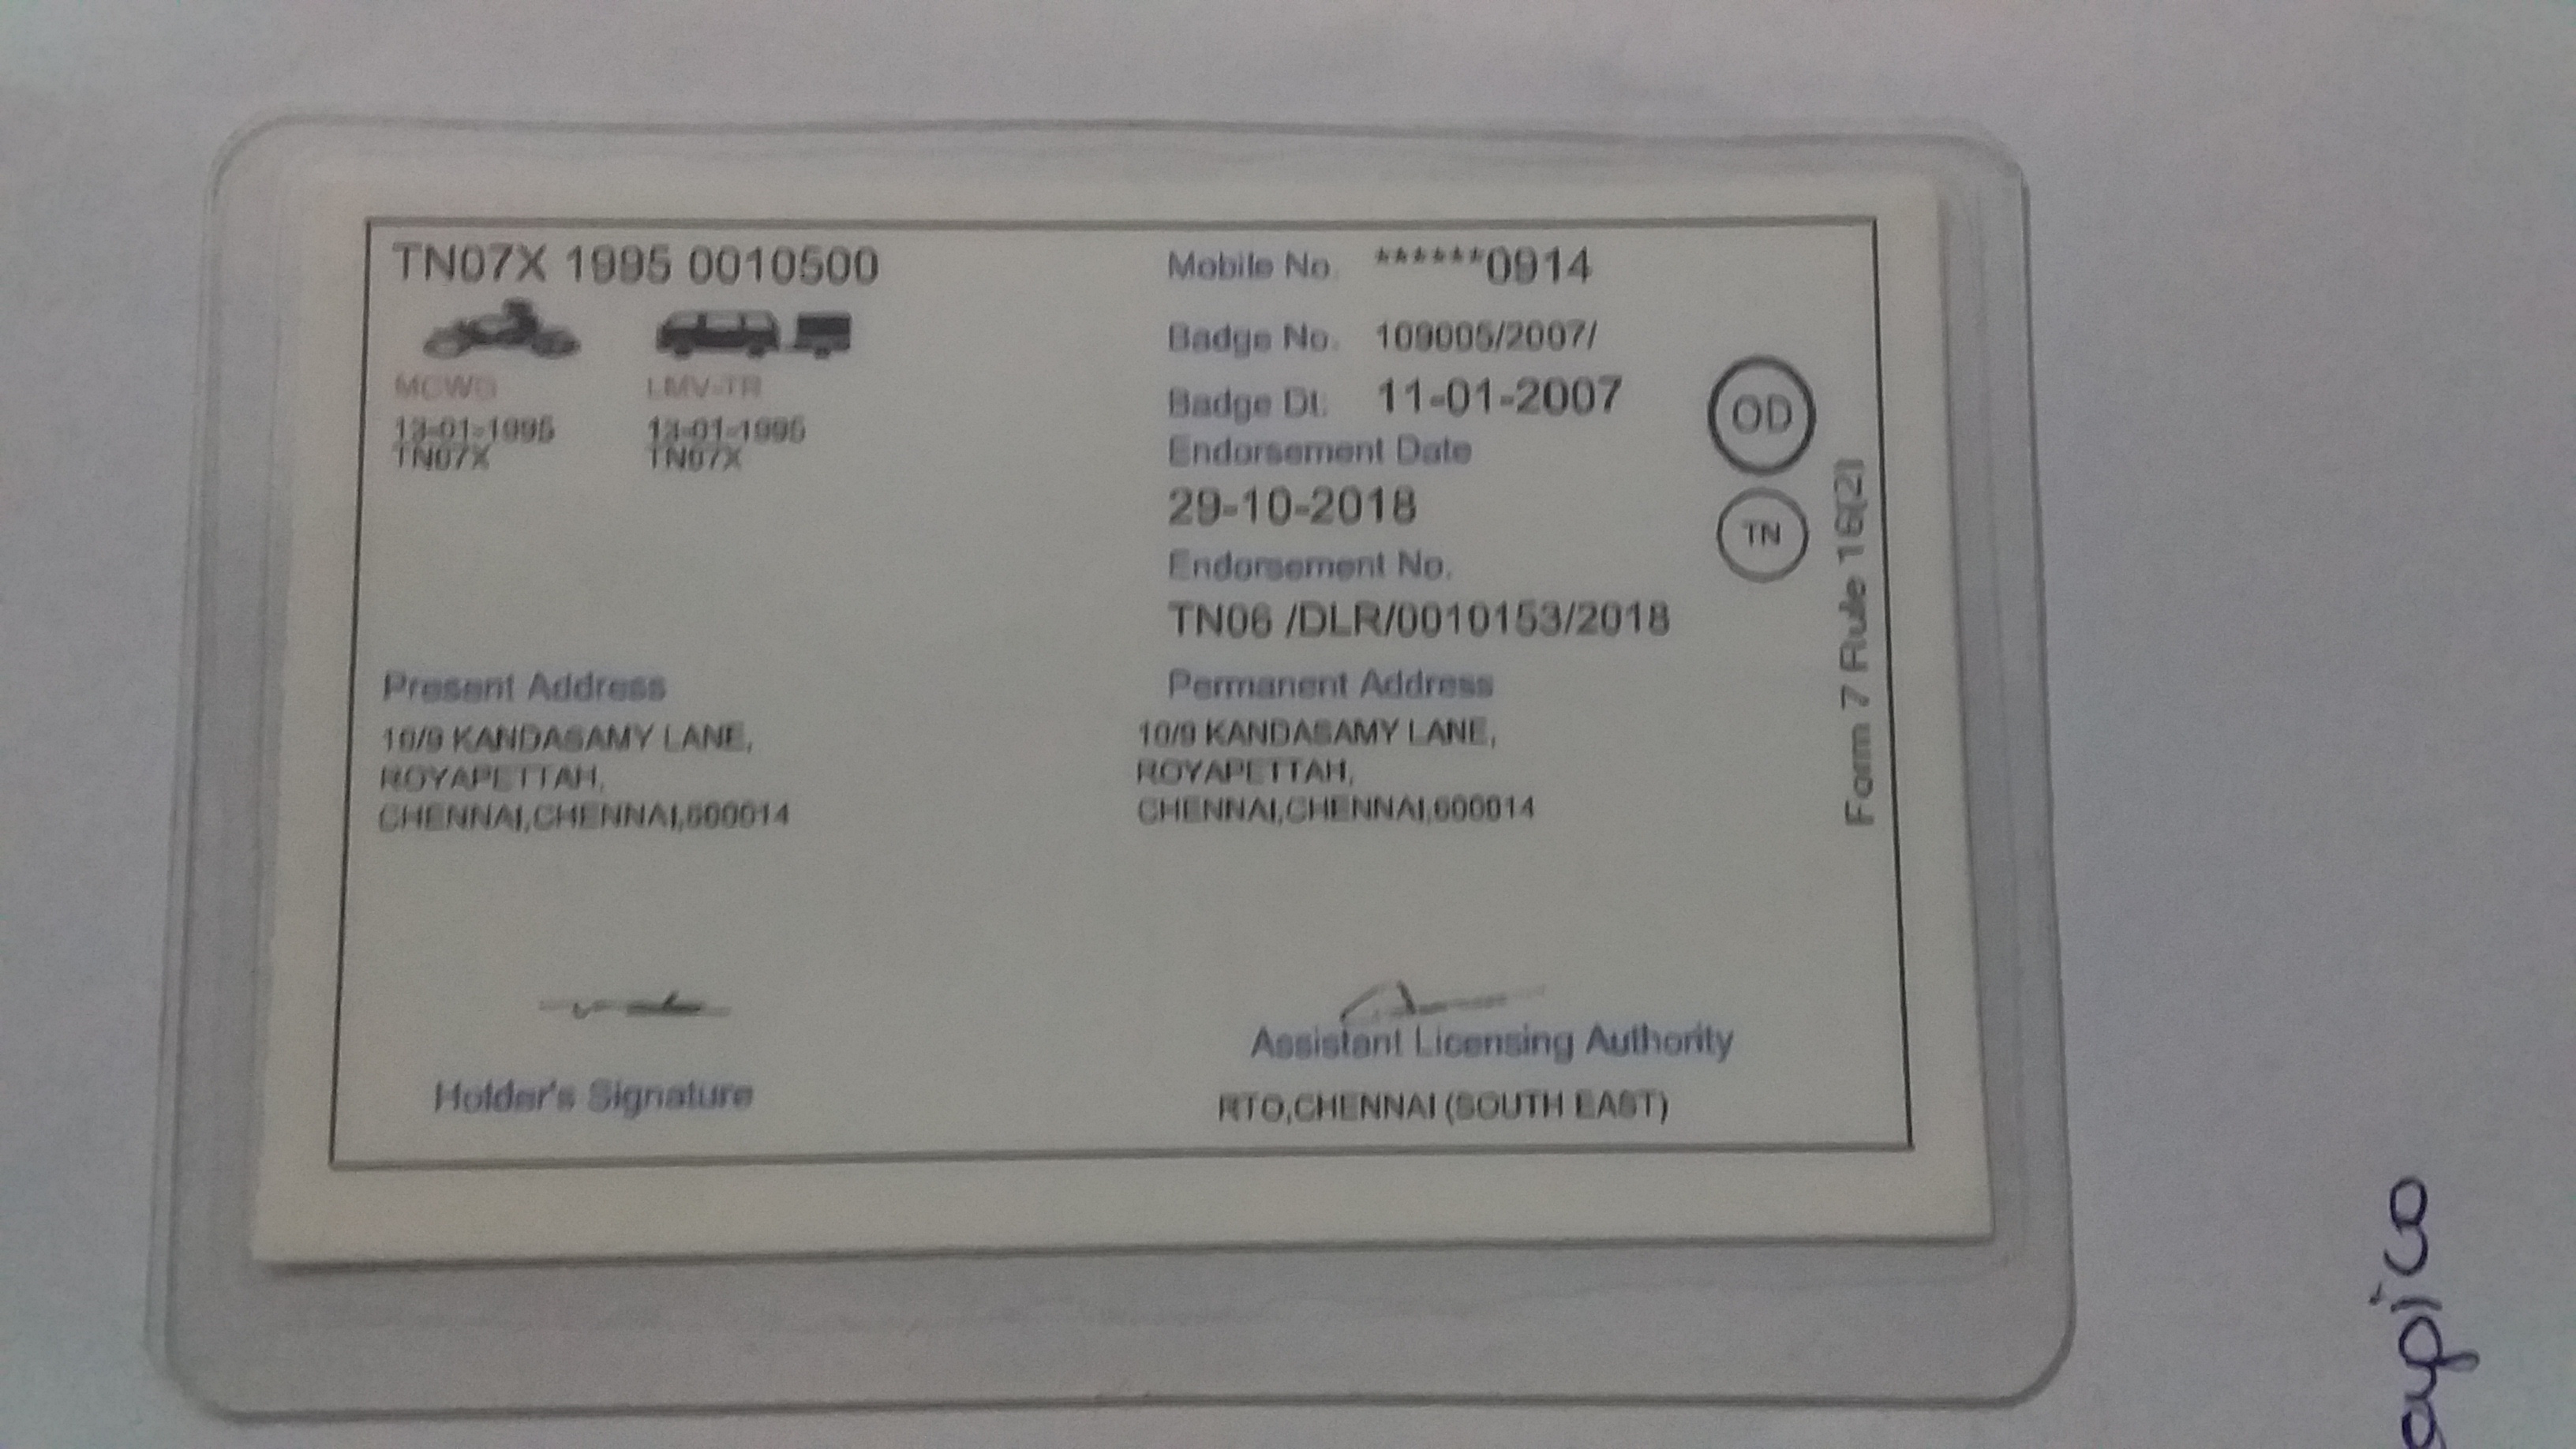 TN07X 1995 0010500
MCWG LMV-TR
13-01-1995 13-01-1995
TN07X TN07X
Mobile No. ******0914
Badge No. 109005/2007/
Badge Dt. 11-01-2007
Endorsement Date
29-10-2018
Endorsement No.
TN06 /DLR/0010153/2018
OD
TN
Form 7 Rule 16(2)
Present Address
10/9 KANDASAMY LANE,
ROYAPETTAH,
CHENNAI,CHENNAI,600014
Permanent Address
10/9 KANDASAMY LANE,
ROYAPETTAH,
CHENNAI,CHENNAI,600014
Holder's Signature
Assistant Licensing Authority
RTO,CHENNAI (SOUTH EAST)